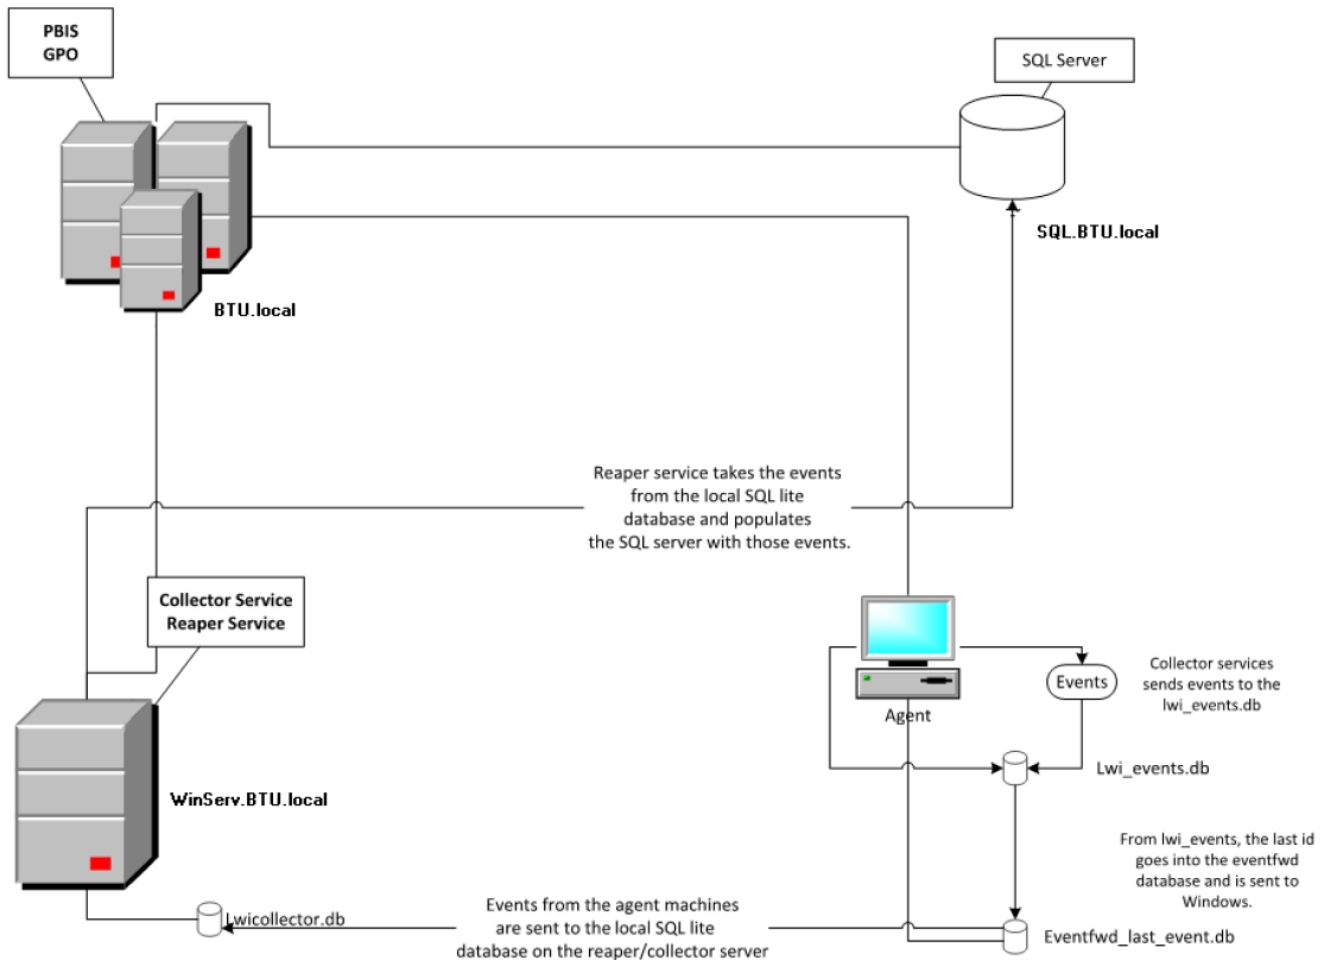 PBIS
GPO
SQL Server
SQL.BTU.local
BTU.local
Reaper service takes the events
from the local SQL lite
database and populates
the SQL server with those events.
Collector Service
Reaper Service
Events
Collector services
sends events to the
lwi_events.db
Agent
Lwi_events.db
WinServ.BTU.local
From lwi_events, the last id
goes into the eventfwd
database and is sent to
Windows.
Lwicollector.db
Events from the agent machines
are sent to the local SQL lite
database on the reaper/collector server
Eventfwd_last_event.db